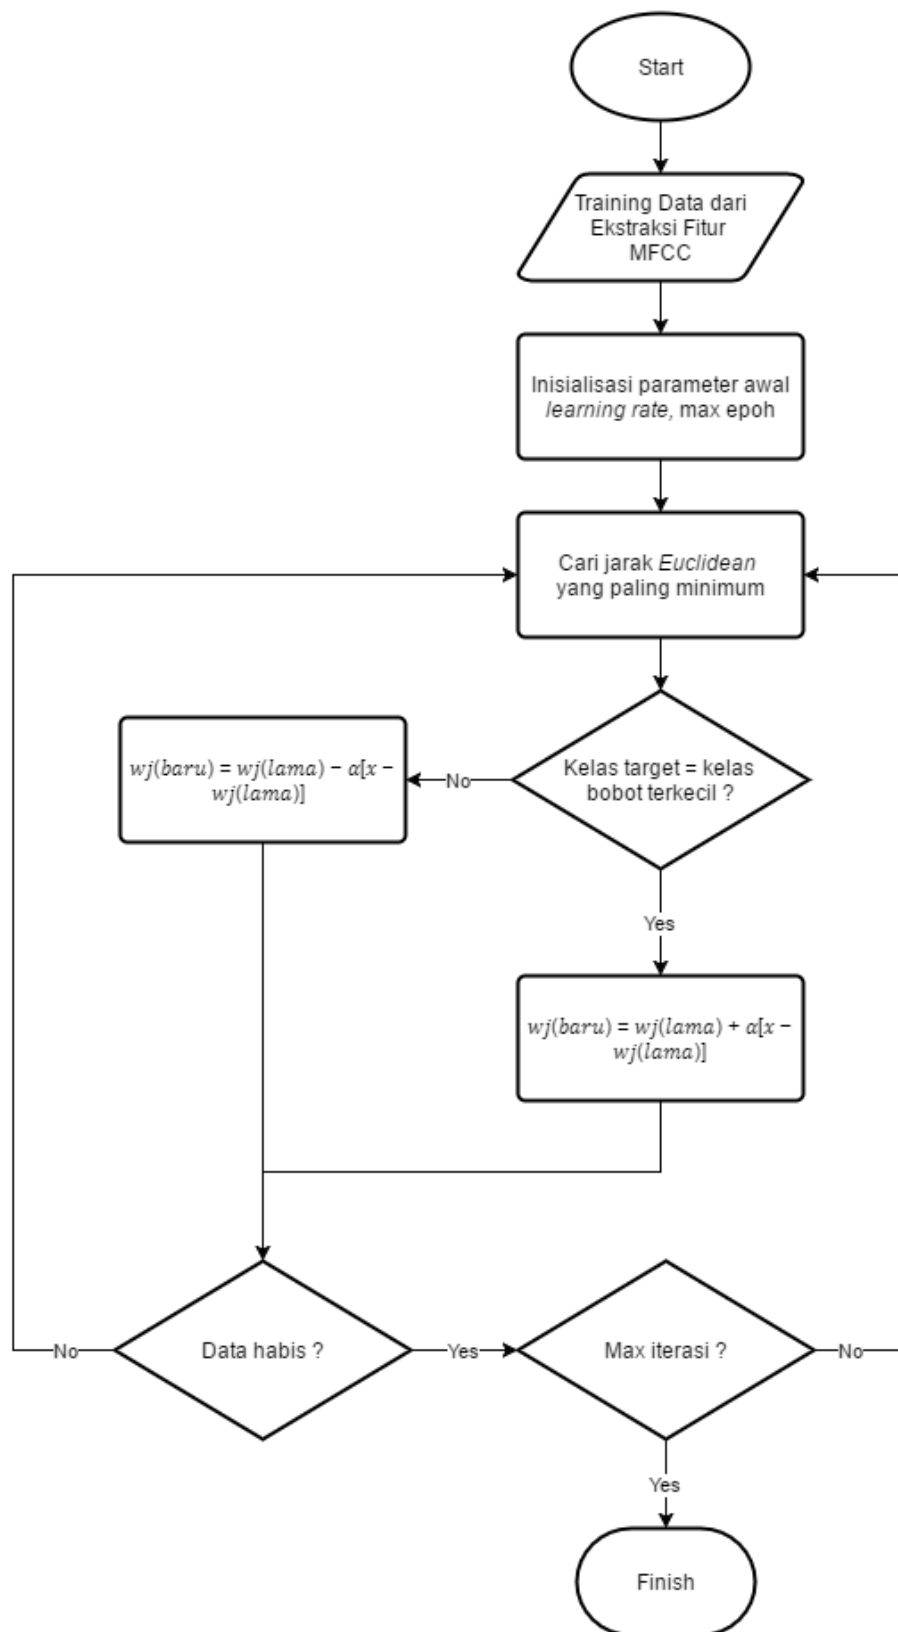 Start
Training Data dari
Ekstraksi Fitur
MFCC
Inisialisasi parameter awal
learning rate, max epoh
Cari jarak Euclidean
yang paling minimum
Kelas target = kelas
bobot terkecil ?
No
wj(baru) = wj(lama) − α[x −
wj(lama)]
Yes
wj(baru) = wj(lama) + α[x −
wj(lama)]
No
Data habis ?
Yes
Max iterasi ?
No
Yes
Finish